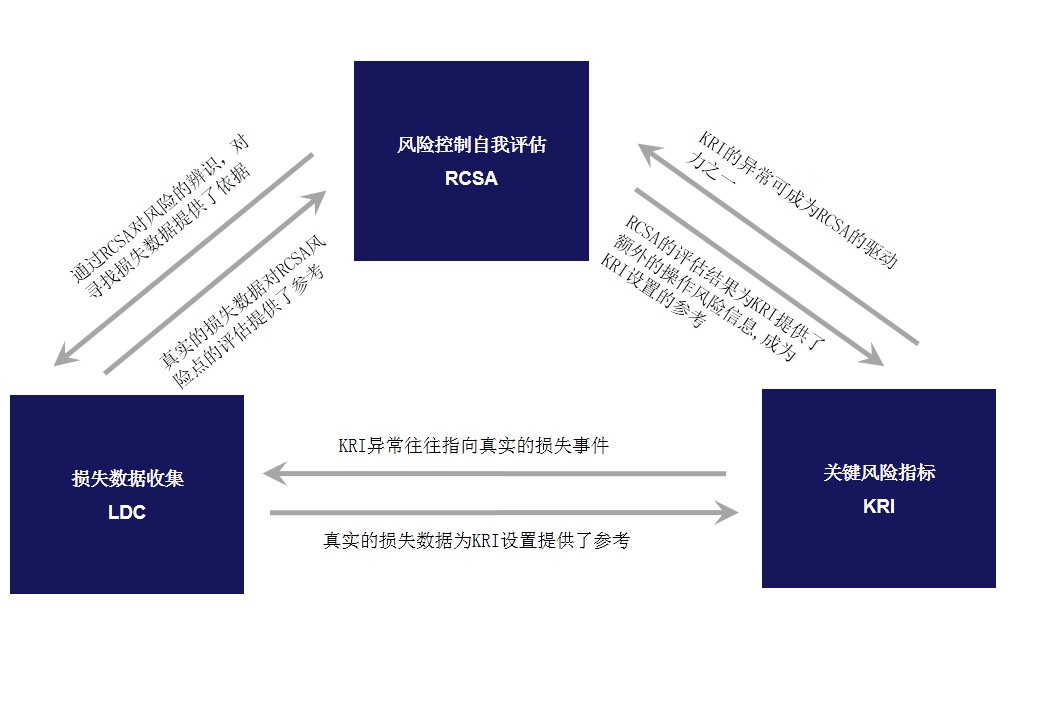 风险控制自我评估
RCSA
通过RCSA对风险的辨识，对
寻找损失数据提供了依据
真实的损失数据对RCSA风
险点的评估提供了参考
KRI的异常可成为RCSA的驱动
力之一
RCSA的评估结果为KRI提供了
额外的操作风险信息，成为
KRI设置的参考
损失数据收集
LDC
KRI异常往往指向真实的损失事件
真实的损失数据为KRI设置提供了参考
关键风险指标
KRI